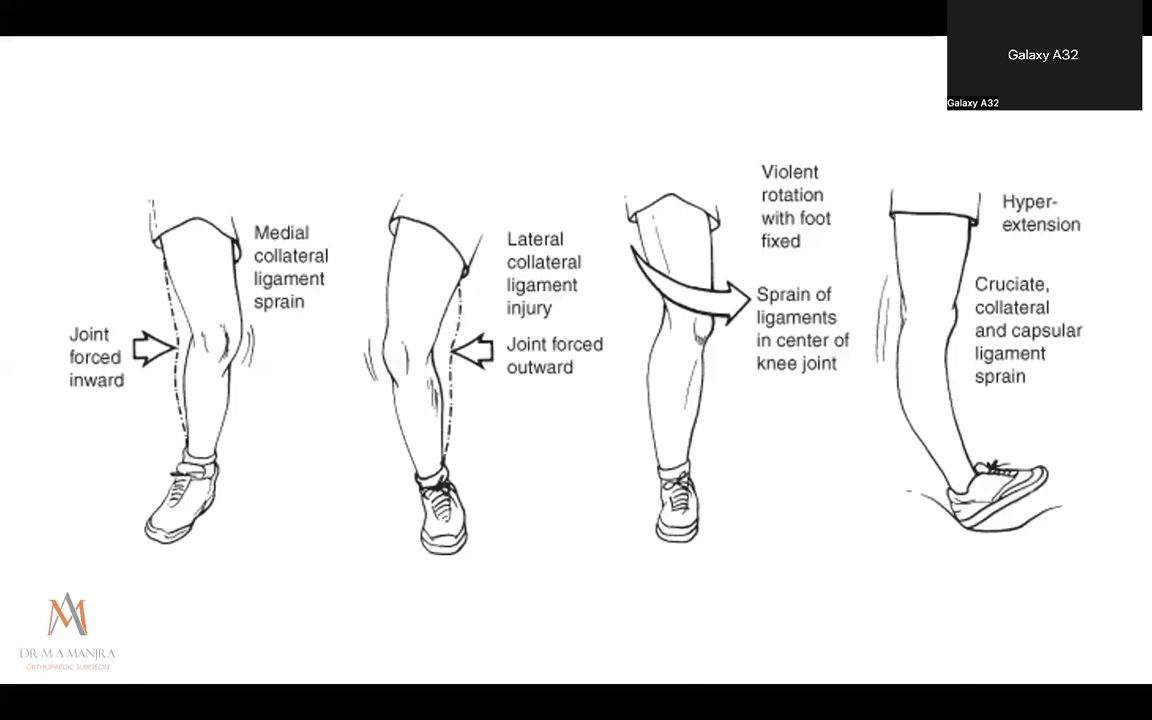 Galaxy A32
Galaxy A32
Medial
collateral
ligament
sprain
Joint
forced
inward
Lateral
collateral
ligament
injury
Joint forced
outward
Violent
rotation
with foot
fixed
Sprain of
ligaments
in center of
knee joint
Hyper-
extension
Cruciate,
collateral
and capsular
ligament
sprain
DR M A MANJRA
ORTHOPAEDIC SURGEON